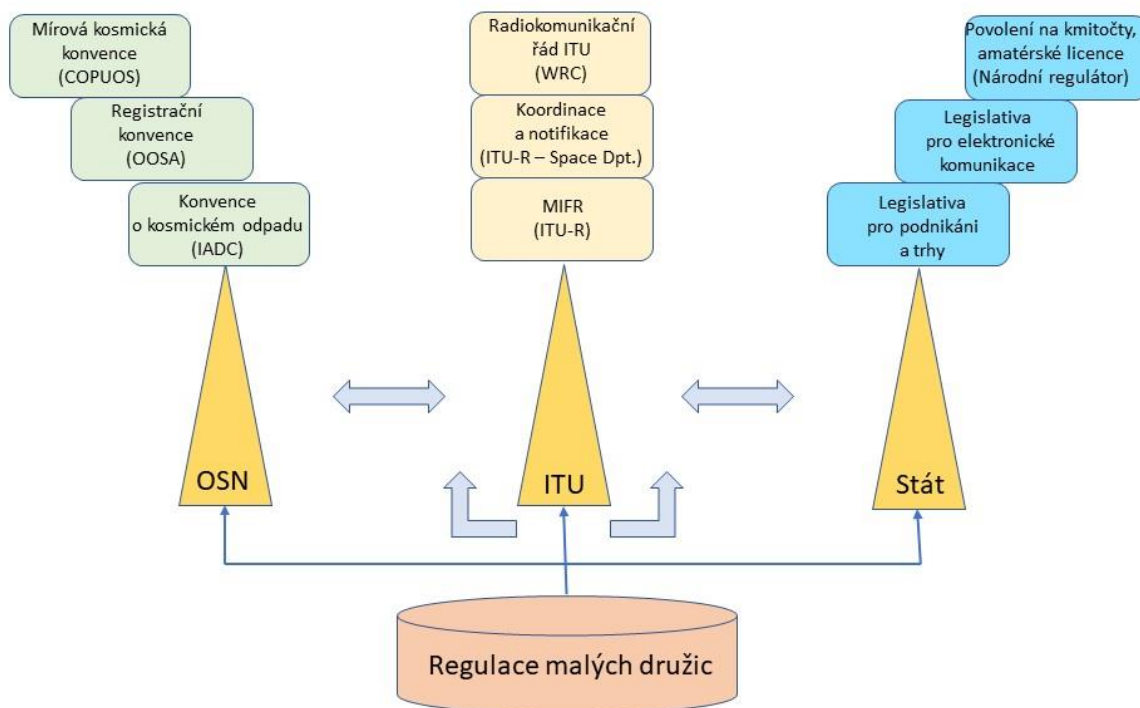 Mírová kosmická
konvence
(COPUOS)
Registrační
konvence
(OOSA)
Konvence
o kosmickém odpadu
(IADC)
Radiokomunikační
řád ITU
(WRC)
Koordinace
a notifikace
(ITU-R – Space Dpt.)
MIFR
(ITU-R)
Povolení na kmitočty,
amatérské licence
(Národní regulátor)
Legislativa
pro elektronické
komunikace
Legislativa
pro podnikáni
a trhy
OSN
ITU
Stát
Regulace malých družic